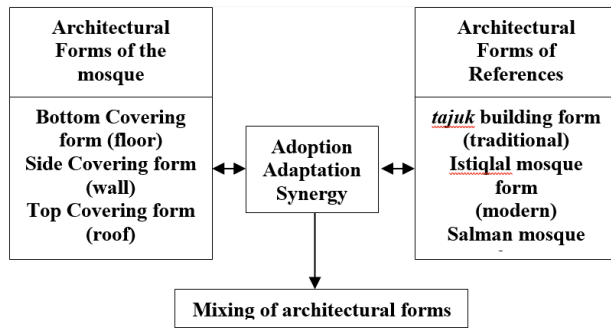 Architectural
Forms of the
mosque
Bottom Covering
form (floor)
Side Covering form
(wall)
Top Covering form
(roof)
Adoption
Adaptation
Synergy
Architectural
Forms of
References
tajuk building form
(traditional)
Istiqlal mosque
form
(modern)
Salman mosque
Mixing of architectural forms